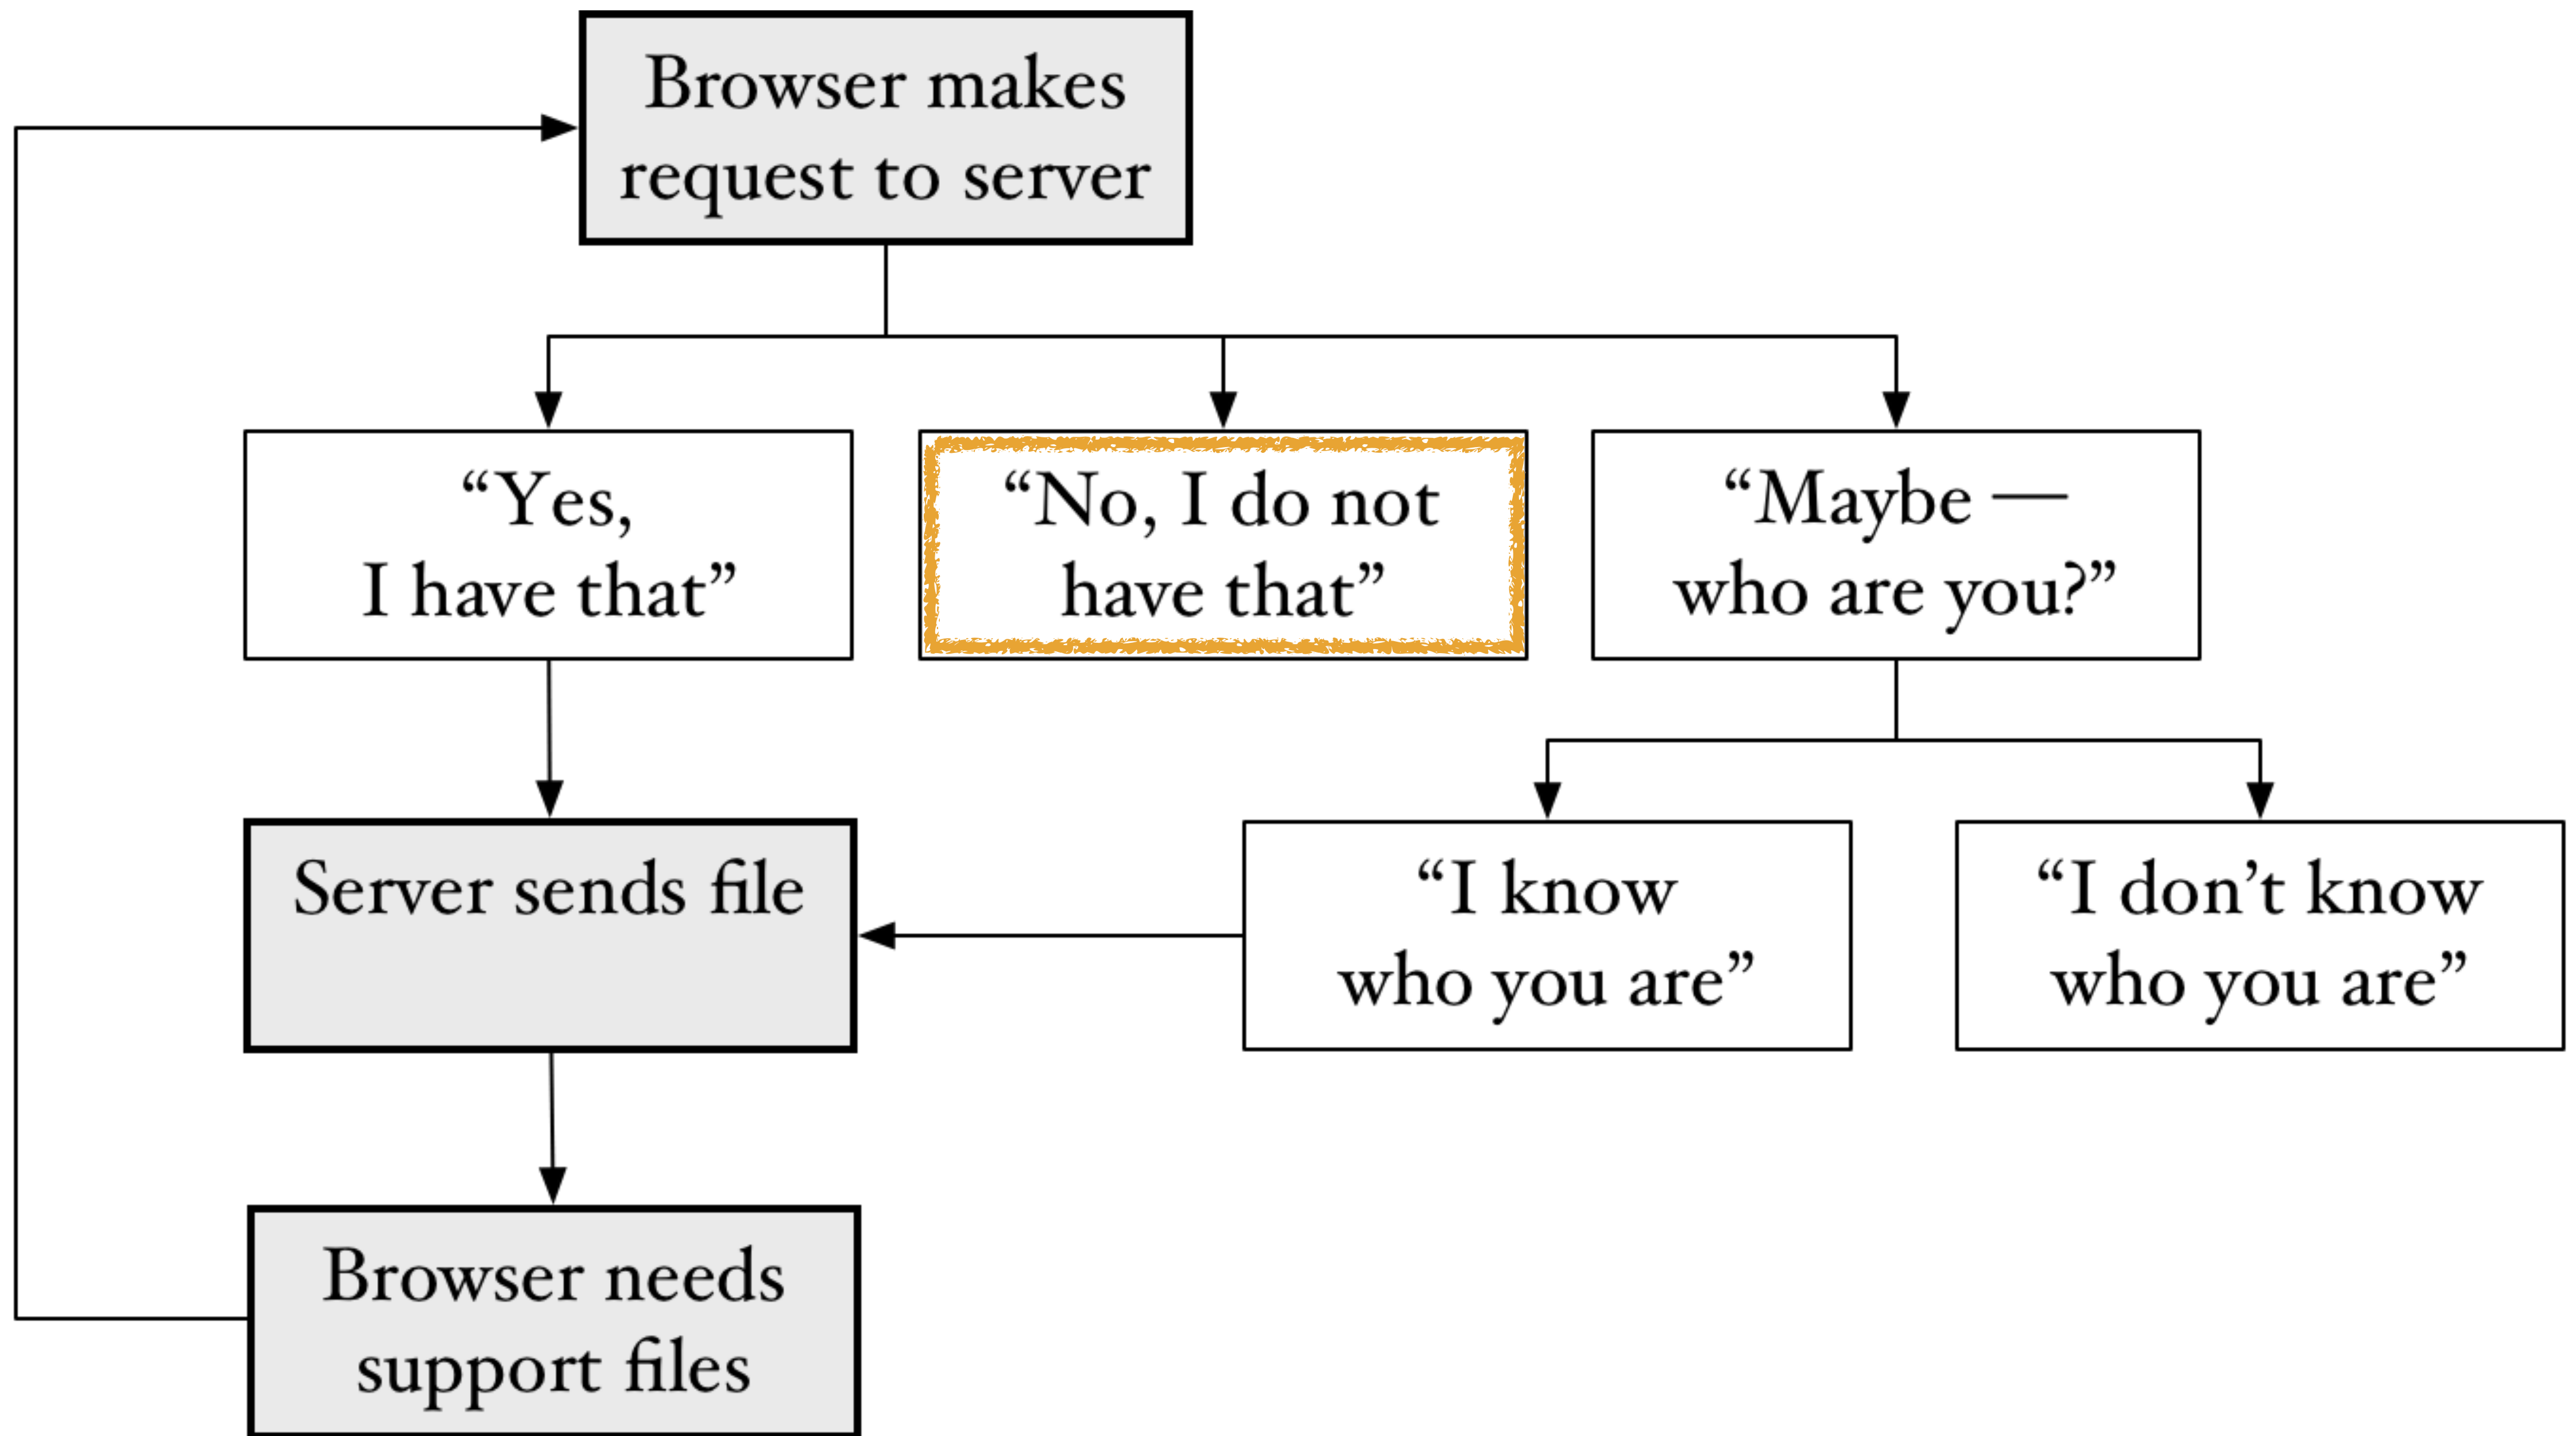 Browser makes
request to server
“Yes,
I have that”
“No, I do not
have that”
“Maybe —
who are you?”
Server sends file
“I know
who you are”
“I don’t know
who you are”
Browser needs
support files